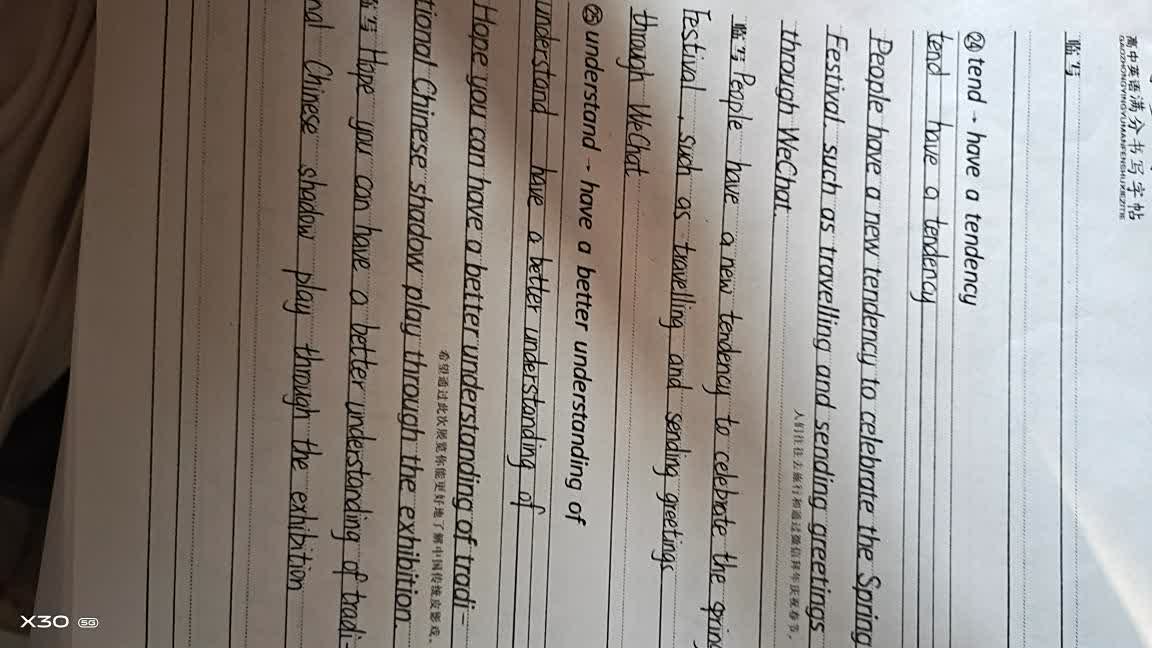 高中英语满分书写字帖
GAOZHONGYINGYUMANFENSHUXIEZITIE
临写
㉔ tend - have a tendency
tend have a tendency
People have a new tendency to celebrate the Spring
Festival, such as travelling and sending greetings
through WeChat.
人们往往去旅行和通过微信拜年庆祝春节。
临写 People have a new tendency to celebrate the
Festival, such as travelling and sending greetings
through WeChat
㉕ understand - have a better understanding of
understand have a better understanding of
Hope you can have a better understanding of tradi-
tional Chinese shadow play through the exhibition.
希望通过此次展览你能更好地了解中国传统皮影戏。
临写 Hope you can have a better understanding of tradi-
nal Chinese shadow play through the exhibition
X30 5G